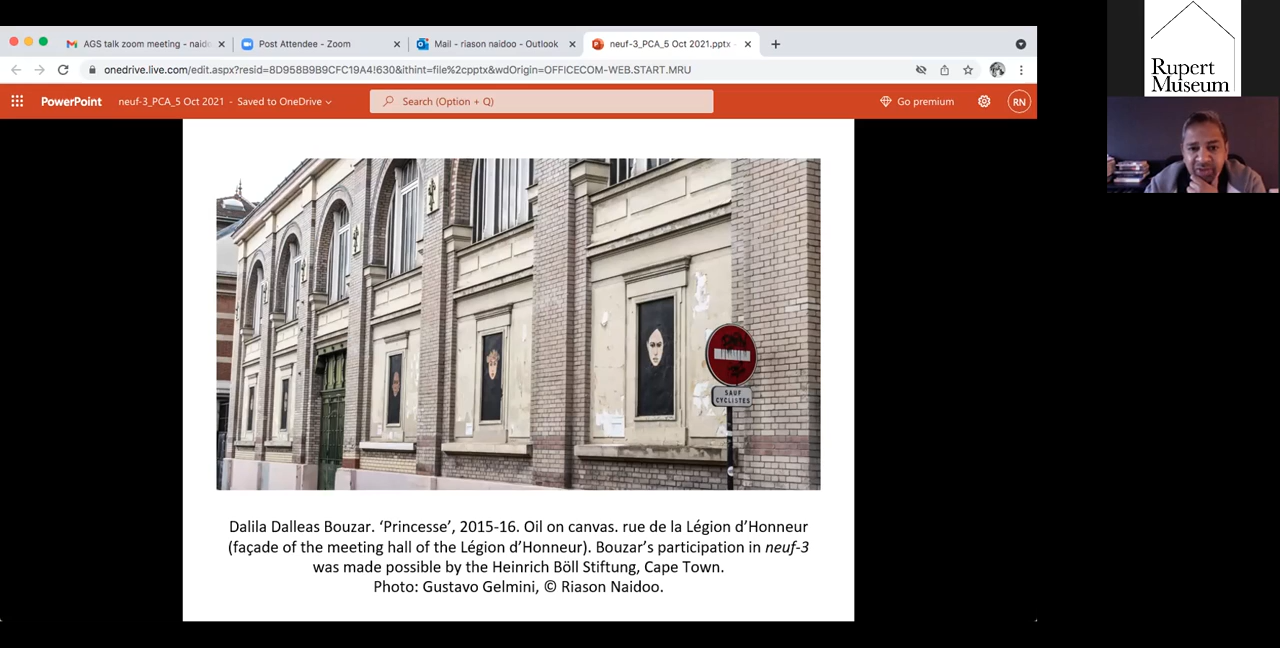 AGS talk zoom meeting - naide
Post Attendee - Zoom
Mail - riason naidoo - Outlook
neuf-3_PCA_5 Oct 2021.pptx -
onedrive.live.com/edit.aspx?resid=8D958B9B9CFC19A4!630&ithint=file%2cpptx&wdOrigin=OFFICECOM-WEB.START.MRU
PowerPoint
neuf-3_PCA_5 Oct 2021 - Saved to OneDrive
Search (Option + Q)
Go premium
RN
Rupert
Museum
SAUF
CYCLISTES
Dalila Dalleas Bouzar. ‘Princesse’, 2015-16. Oil on canvas. rue de la Légion d’Honneur
(façade of the meeting hall of the Légion d’Honneur). Bouzar’s participation in neuf-3
was made possible by the Heinrich Böll Stiftung, Cape Town.
Photo: Gustavo Gelmini, © Riason Naidoo.